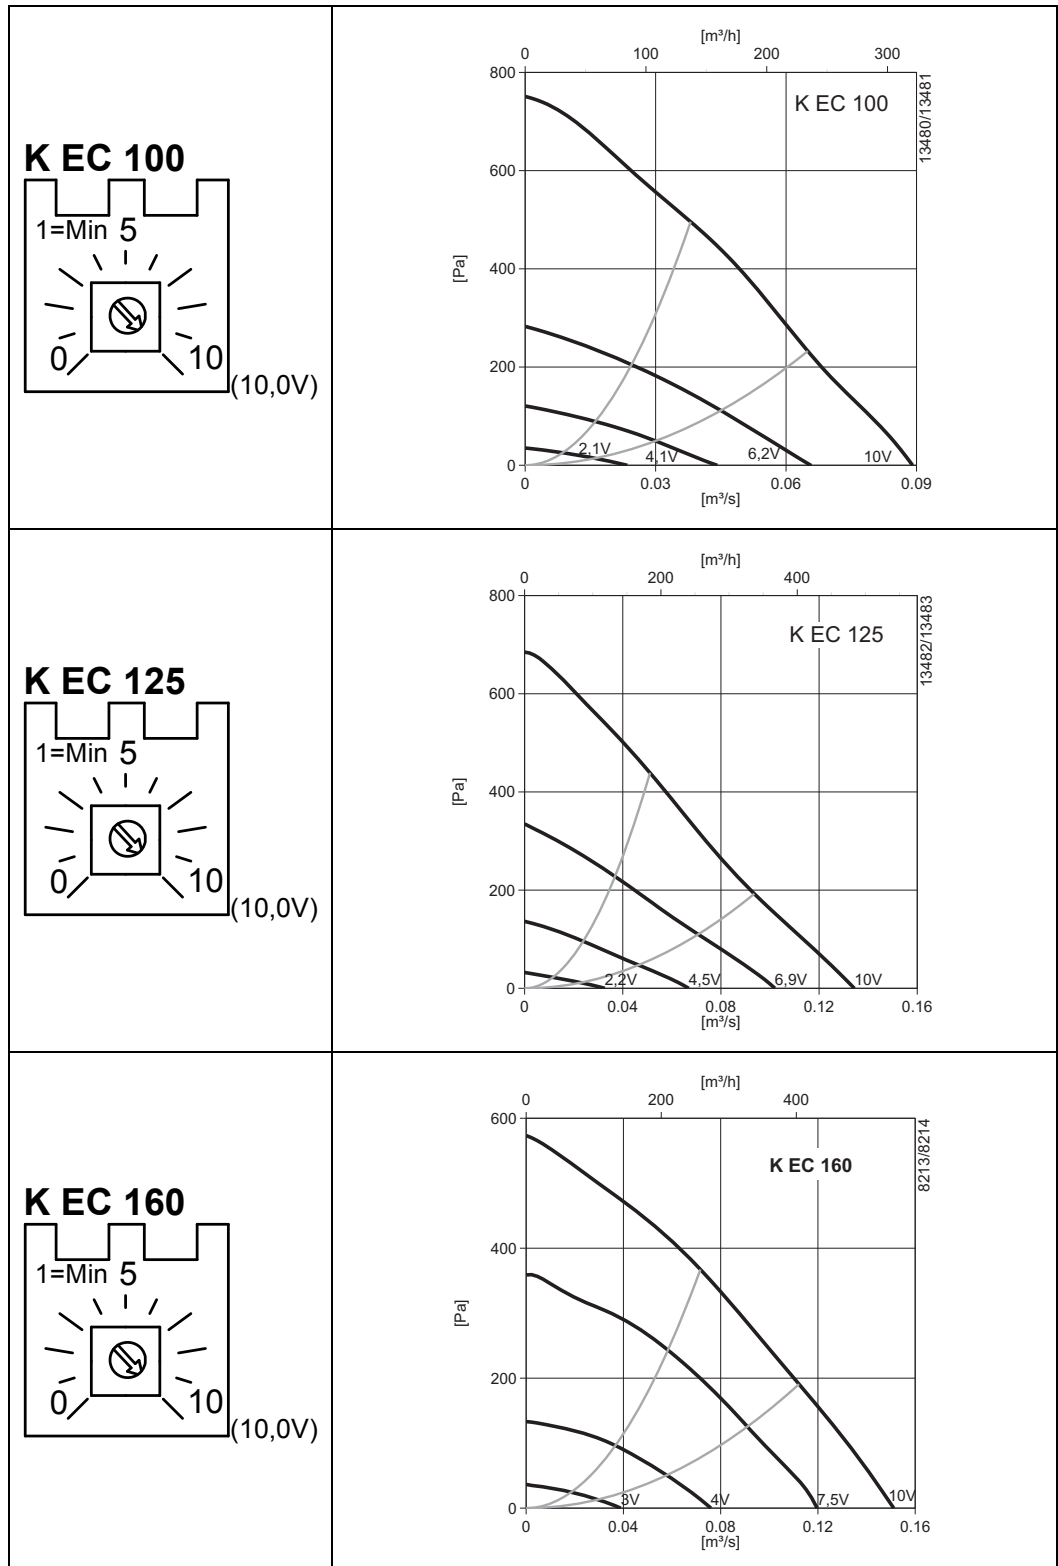 K EC 100
1=Min 5
0
10
(10,0V)
[m³/h]
0 100 200 300
800
600
400
200
0
[Pa]
K EC 100
13480/13481
2,1V 4,1V 6,2V 10V
0 0.03 0.06 0.09
[m³/s]
K EC 125
1=Min 5
0
10
(10,0V)
[m³/h]
0 200 400
800
600
400
200
0
[Pa]
K EC 125
13482/13483
2,2V 4,5V 6,9V 10V
0 0.04 0.08 0.12 0.16
[m³/s]
K EC 160
1=Min 5
0
10
(10,0V)
[m³/h]
0 200 400
600
400
200
0
[Pa]
K EC 160
8213/8214
3V 4V 7,5V 10V
0 0.04 0.08 0.12 0.16
[m³/s]